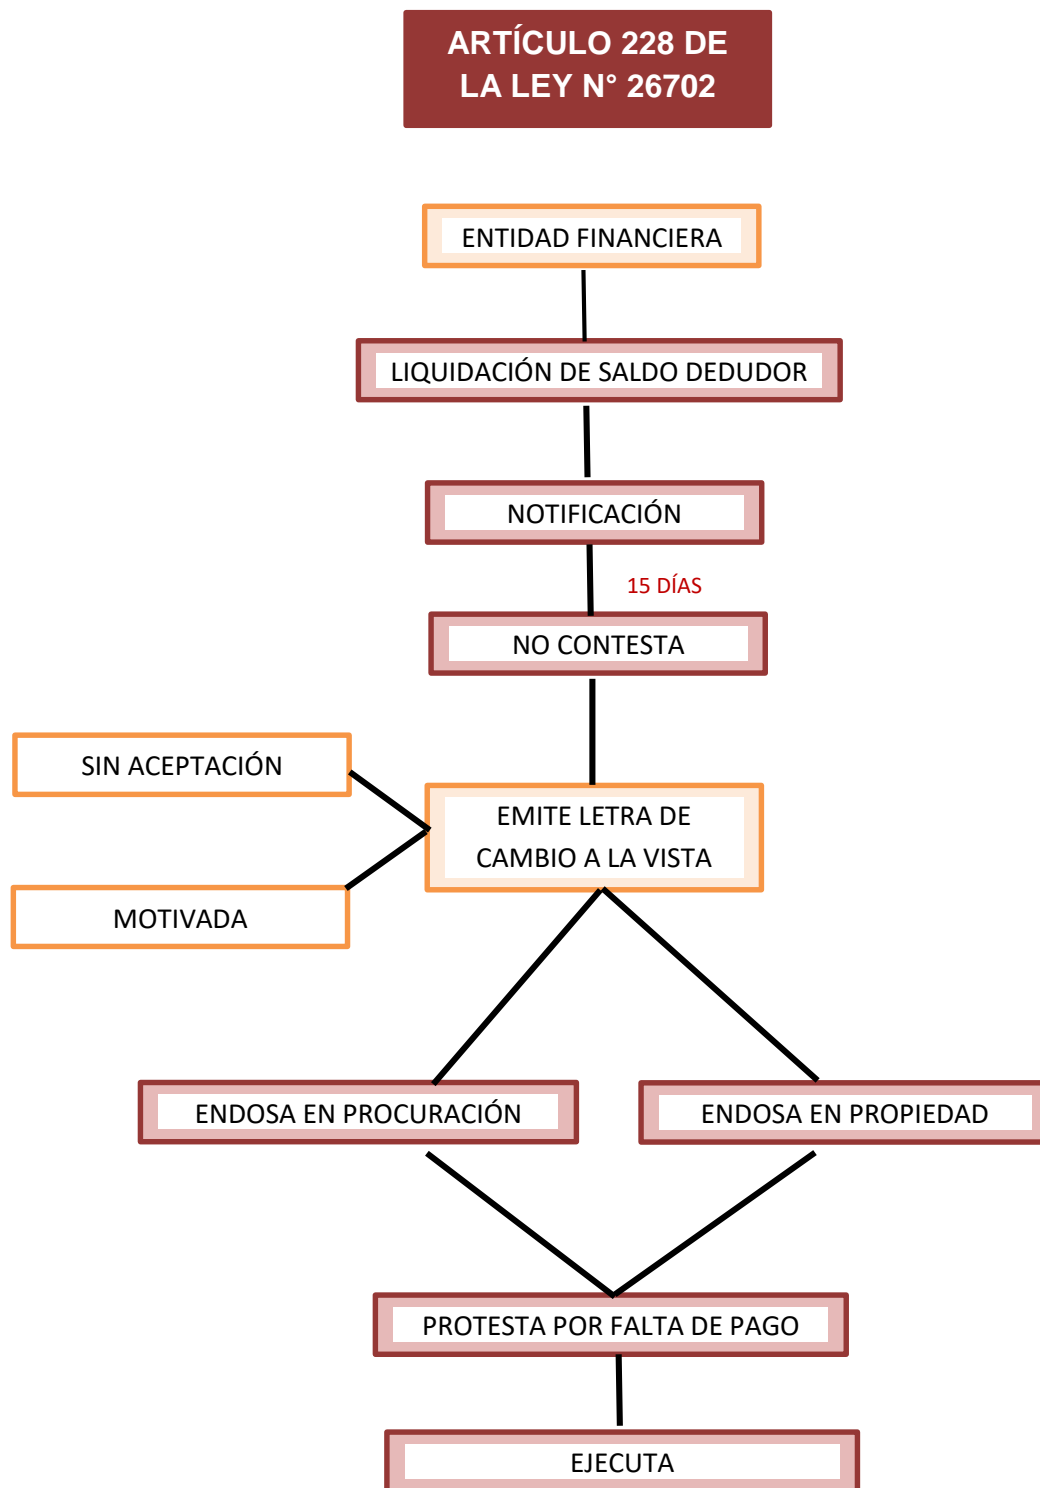 ARTÍCULO 228 DE
LA LEY N° 26702
ENTIDAD FINANCIERA
LIQUIDACIÓN DE SALDO DEDUDOR
NOTIFICACIÓN
15 DÍAS
NO CONTESTA
SIN ACEPTACIÓN
EMITE LETRA DE
CAMBIO A LA VISTA
MOTIVADA
ENDOSA EN PROCURACIÓN
ENDOSA EN PROPIEDAD
PROTESTA POR FALTA DE PAGO
EJECUTA